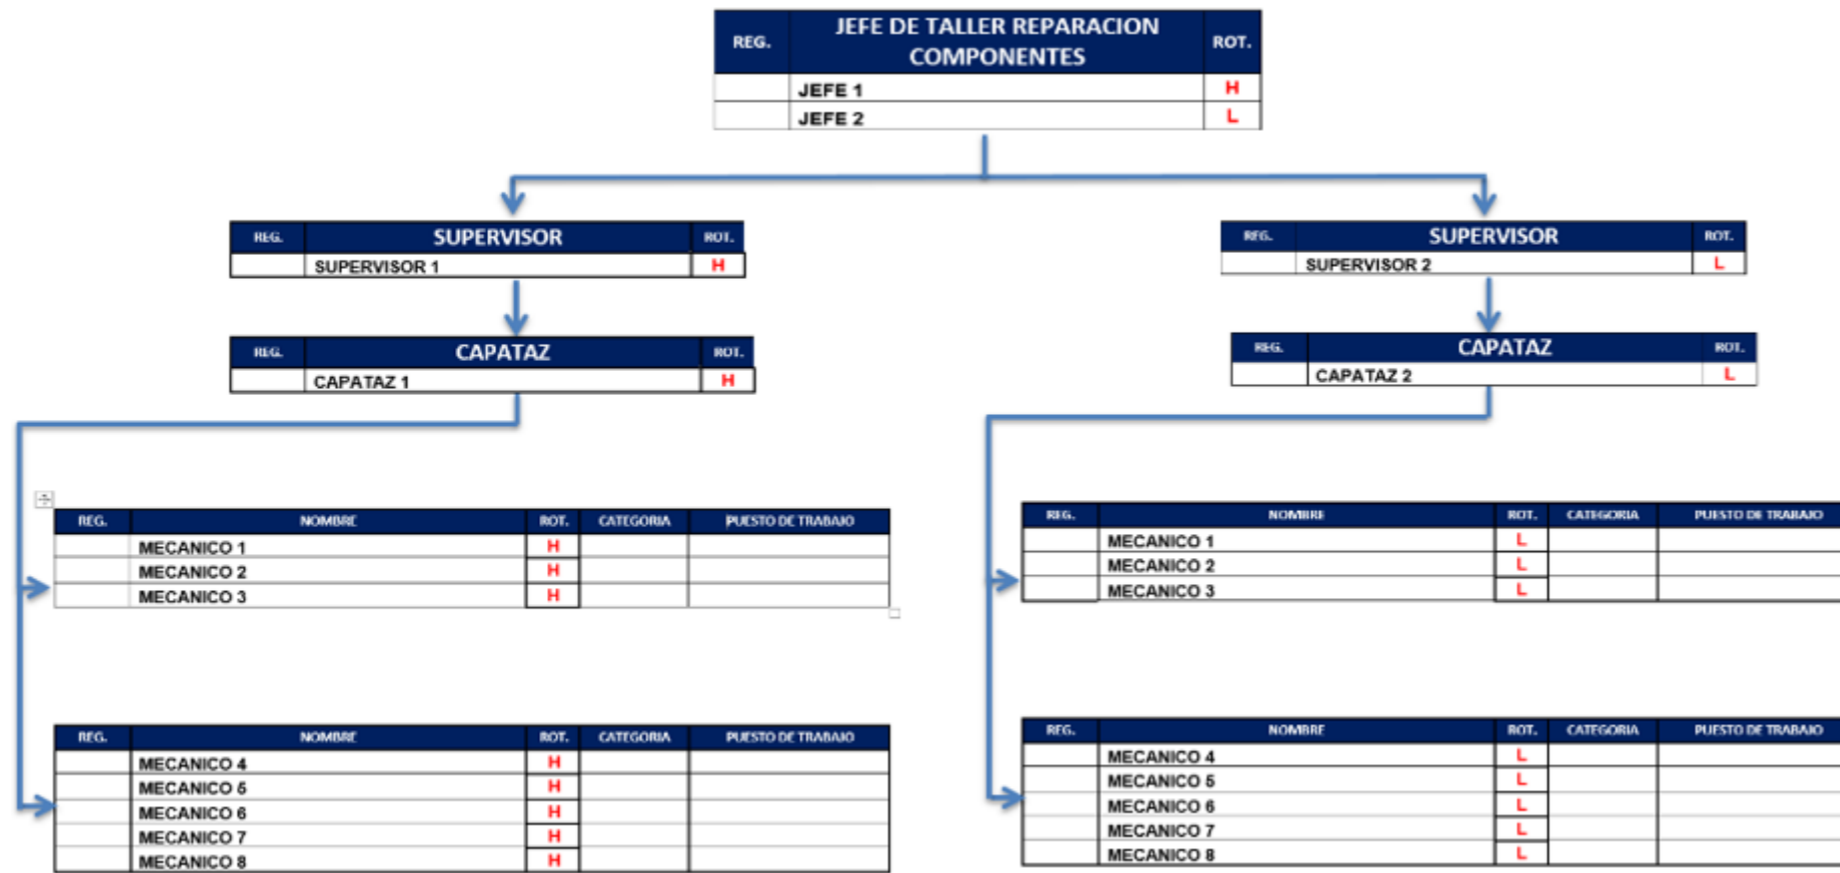 REG. JEFE DE TALLER REPARACION COMPONENTES ROT.
JEFE 1 H
JEFE 2 L
REG. SUPERVISOR ROT.
SUPERVISOR 1 H
REG. SUPERVISOR ROT.
SUPERVISOR 2 L
REG. CAPATAZ ROT.
CAPATAZ 1 H
REG. CAPATAZ ROT.
CAPATAZ 2 L
REG. NOMBRE ROT. CATEGORIA PUESTO DE TRABAJO
MECANICO 1 H
MECANICO 2 H
MECANICO 3 H
REG. NOMBRE ROT. CATEGORIA PUESTO DE TRABAJO
MECANICO 1 L
MECANICO 2 L
MECANICO 3 L
REG. NOMBRE ROT. CATEGORIA PUESTO DE TRABAJO
MECANICO 4 H
MECANICO 5 H
MECANICO 6 H
MECANICO 7 H
MECANICO 8 H
REG. NOMBRE ROT. CATEGORIA PUESTO DE TRABAJO
MECANICO 4 L
MECANICO 5 L
MECANICO 6 L
MECANICO 7 L
MECANICO 8 L